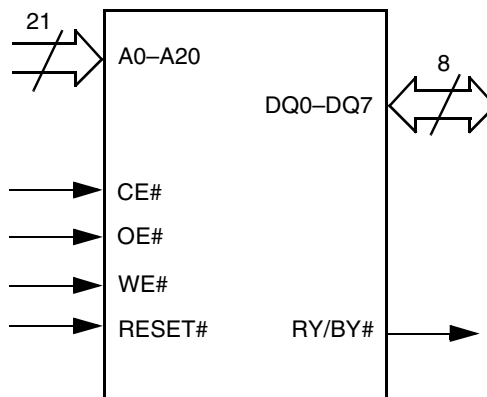 21
A0–A20
8
DQ0–DQ7
CE#
OE#
WE#
RESET#
RY/BY#